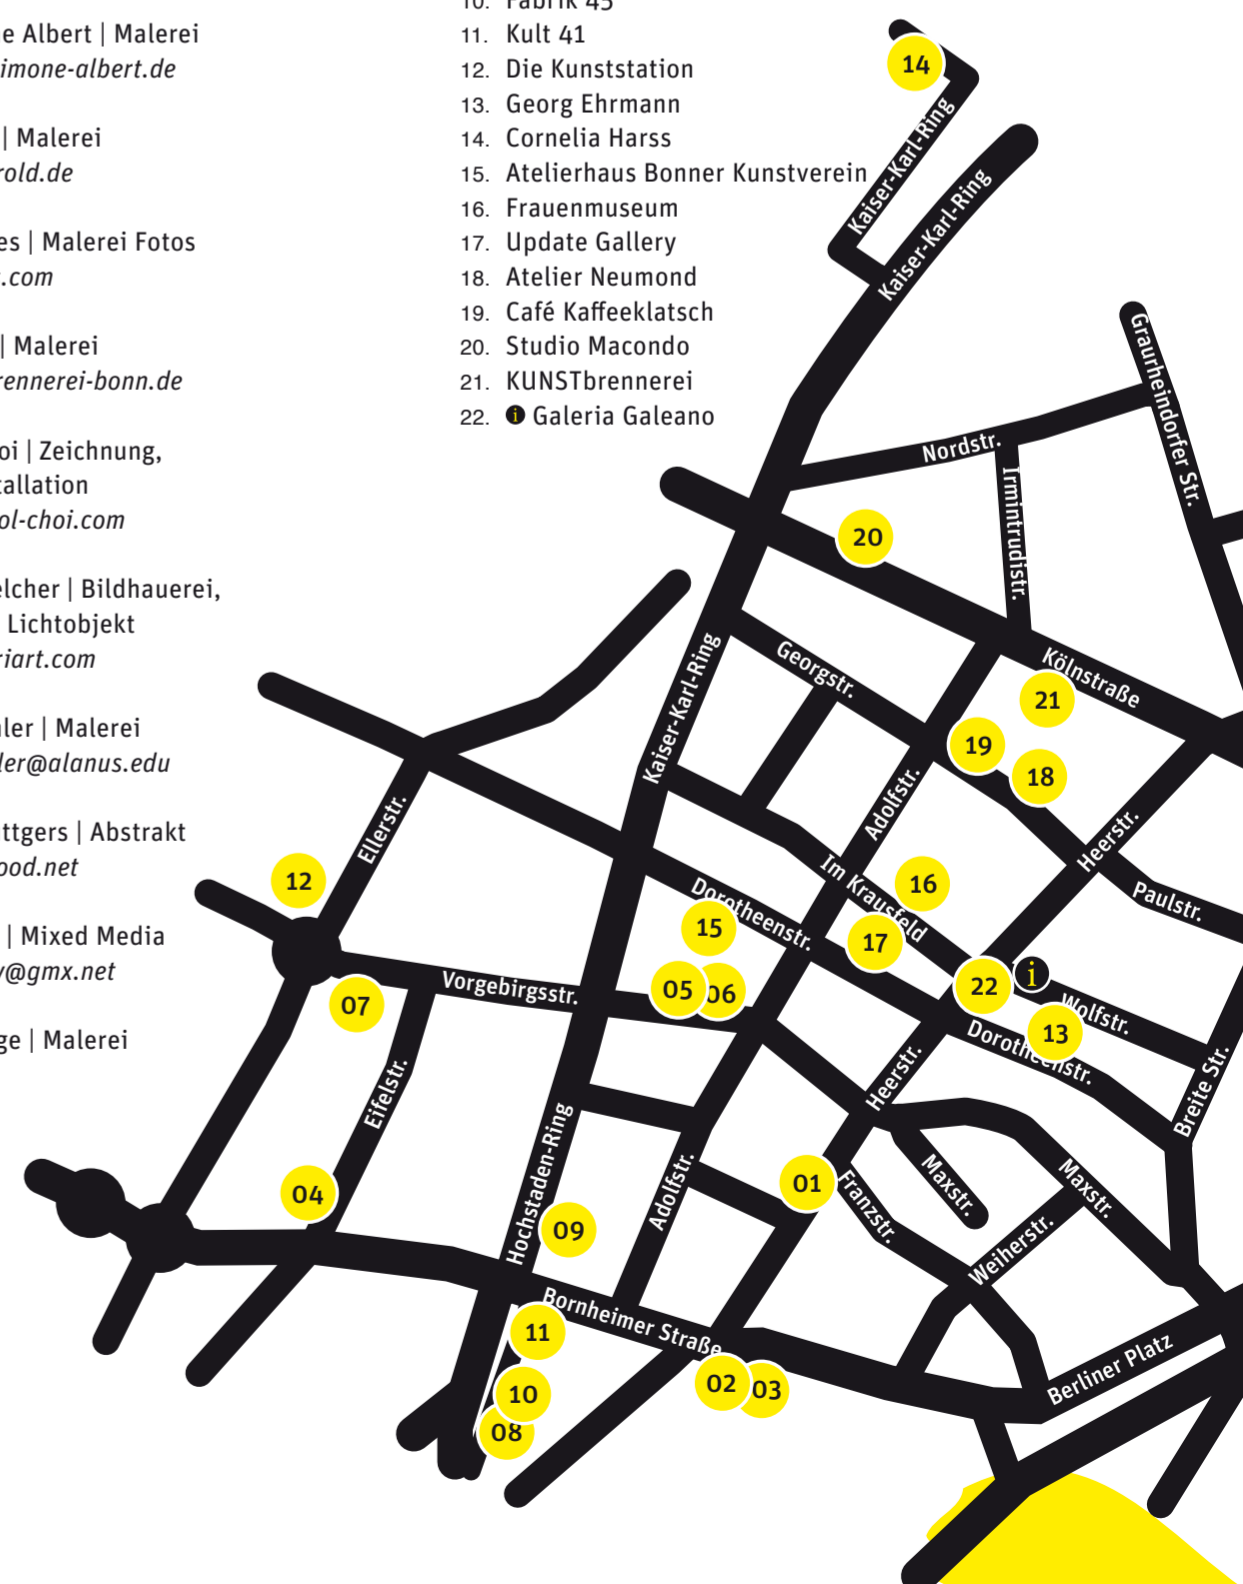 e Albert | Malerei
imone-albert.de
| Malerei
rold.de
es | Malerei Fotos
.com
| Malerei
rennerei-bonn.de
oi | Zeichnung,
allation
ol-choi.com
elcher | Bildhauerei,
Lichtobjekt
riart.com
ler | Malerei
ler@alanus.edu
ttgers | Abstrakt
ood.net
| Mixed Media
y@gmx.net
ge | Malerei
10. Fabrik 45
11. Kult 41
12. Die Kunststation
13. Georg Ehrmann
14. Cornelia Harss
15. Atelierhaus Bonner Kunstverein
16. Frauenmuseum
17. Update Gallery
18. Atelier Neumond
19. Café Kaffeeklatsch
20. Studio Macondo
21. KUNSTbrennerei
22. i Galeria Galeano
14
Kaiser-Karl-Ring
Kaiser-Karl-Ring
Graurheindorfer Str.
Nordstr.
Irmintrudistr.
20
Kölnstraße
Georgstr.
Kaiser-Karl-Ring
21
19
18
Adolfstr.
Heerstr.
Ellerstr.
12
Im Krausfeld
16
Paulstr.
Dorotheenstr.
15
17
Vorgebirgsstr.
05
06
22
i
07
Wolfstr.
13
Dorotheenstr.
Heerstr.
Breite Str.
Eifelstr.
Hochstaden-Ring
Adolfstr.
04
01
Franzstr.
Maxstr.
Maxstr.
09
Weiherstr.
Bornheimer Straße
11
Berliner Platz
02
03
10
08